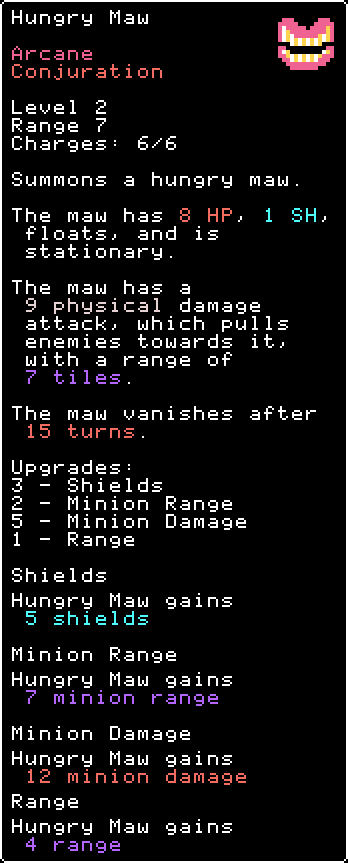 Hungry Maw
Arcane
Conjuration
Level 2
Range 7
Charges: 6/6
Summons a hungry maw.
The maw has 8 HP, 1 SH,
floats, and is
stationary.
The maw has a
9 physical damage
attack, which pulls
enemies towards it,
with a range of
7 tiles.
The maw vanishes after
15 turns.
Upgrades:
3 - Shields
2 - Minion Range
5 - Minion Damage
1 - Range
Shields
Hungry Maw gains
5 shields
Minion Range
Hungry Maw gains
7 minion range
Minion Damage
Hungry Maw gains
12 minion damage
Range
Hungry Maw gains
4 range